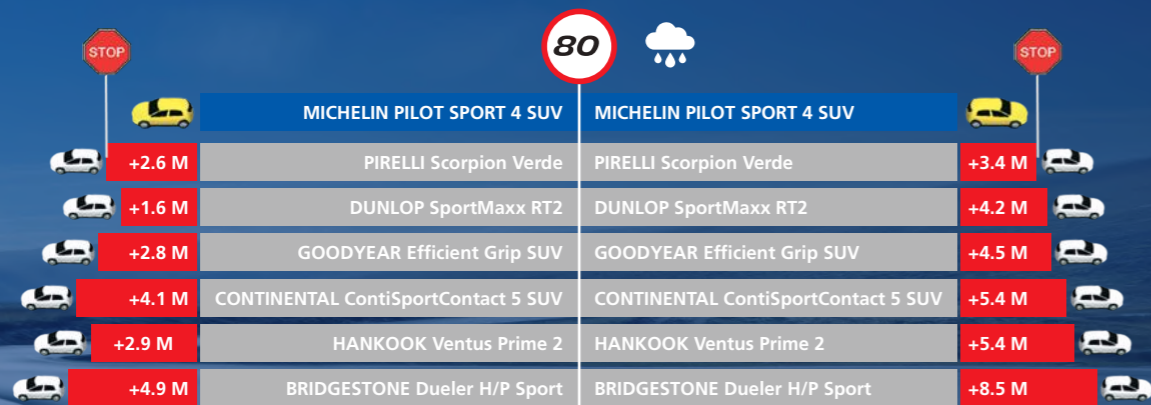 STOP
80
STOP
MICHELIN PILOT SPORT 4 SUV MICHELIN PILOT SPORT 4 SUV
+2.6 M PIRELLI Scorpion Verde PIRELLI Scorpion Verde +3.4 M
+1.6 M DUNLOP SportMaxx RT2 DUNLOP SportMaxx RT2 +4.2 M
+2.8 M GOODYEAR Efficient Grip SUV GOODYEAR Efficient Grip SUV +4.5 M
+4.1 M CONTINENTAL ContiSportContact 5 SUV CONTINENTAL ContiSportContact 5 SUV +5.4 M
+2.9 M HANKOOK Ventus Prime 2 HANKOOK Ventus Prime 2 +5.4 M
+4.9 M BRIDGESTONE Dueler H/P Sport BRIDGESTONE Dueler H/P Sport +8.5 M